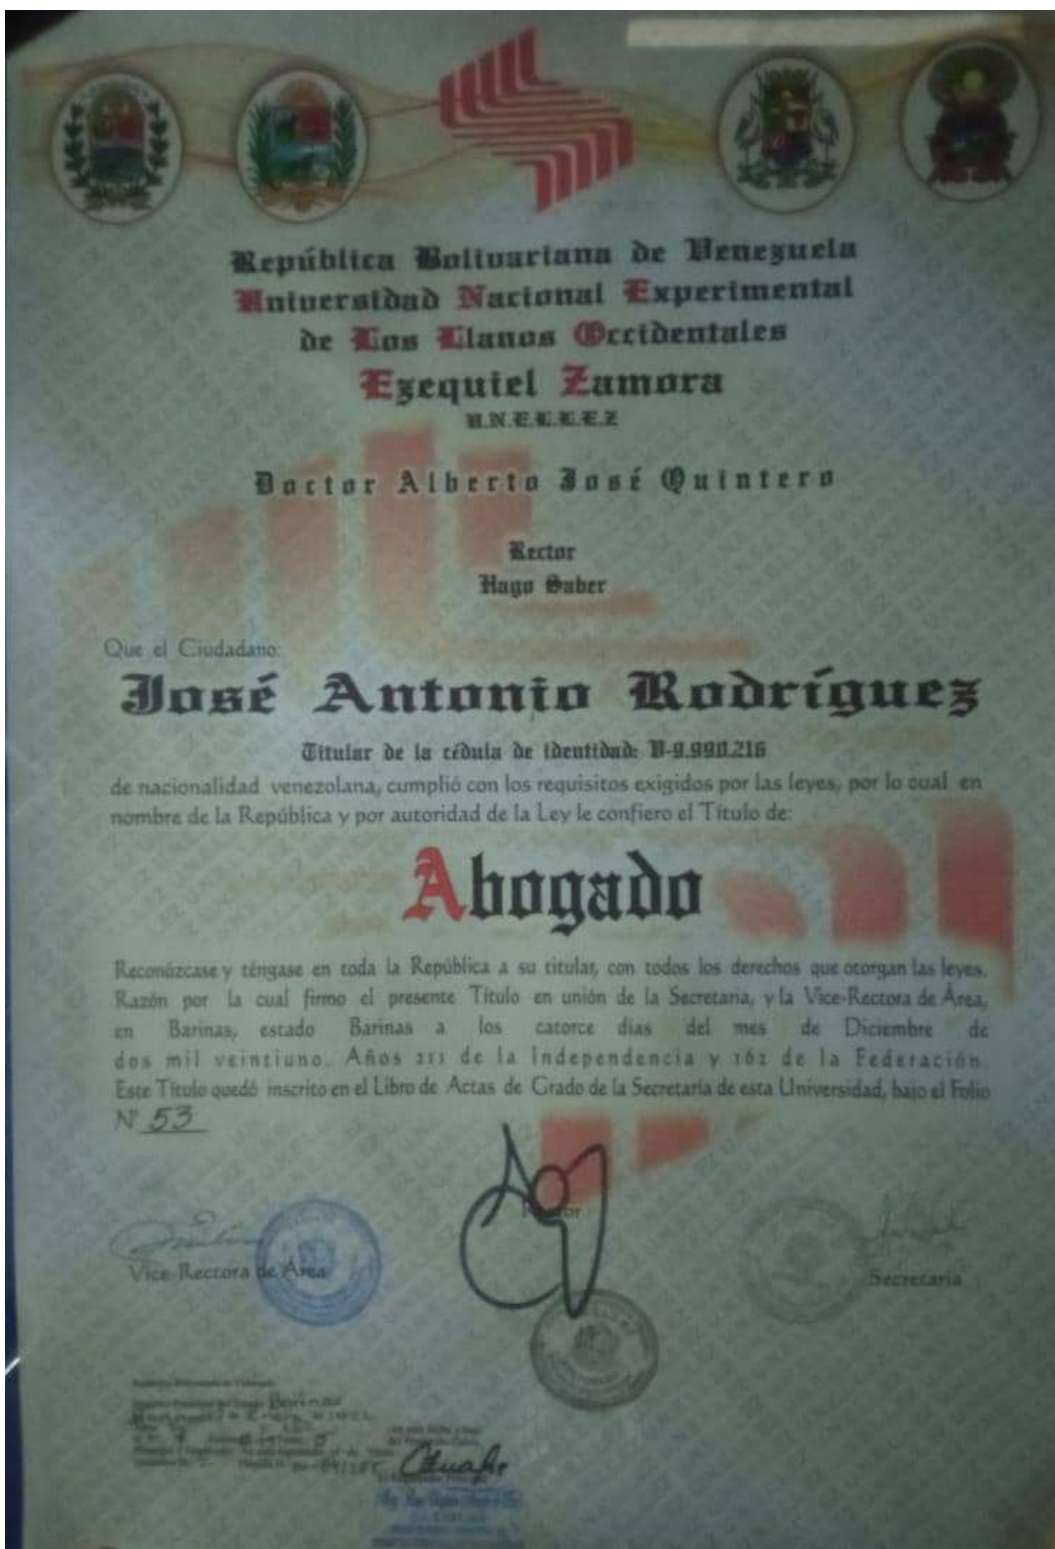 República Bolivariana de Venezuela
Universidad Nacional Experimental
de Los Llanos Occidentales
Ezequiel Zamora
U.N.E.L.L.E.Z
Doctor Alberto José Quintero
Rector
Hago Saber
Que el Ciudadano:
José Antonio Rodríguez
Titular de la cédula de identidad: V-9.990.216
de nacionalidad venezolana, cumplió con los requisitos exigidos por las leyes, por lo cual en
nombre de la República y por autoridad de la Ley le confiero el Título de:
Abogado
Reconózcase y téngase en toda la República a su titular, con todos los derechos que otorgan las leyes.
Razón por la cual firmo el presente Título en unión de la Secretaria, y la Vice-Rectora de Área,
en Barinas, estado Barinas a los catorce días del mes de Diciembre de
dos mil veintiuno. Años 211 de la Independencia y 162 de la Federación.
Este Título quedó inscrito en el Libro de Actas de Grado de la Secretaría de esta Universidad, bajo el Folio
N° 53
Rector
Vice-Rectora de Área
Secretaria
República Bolivariana de Venezuela
Barinas